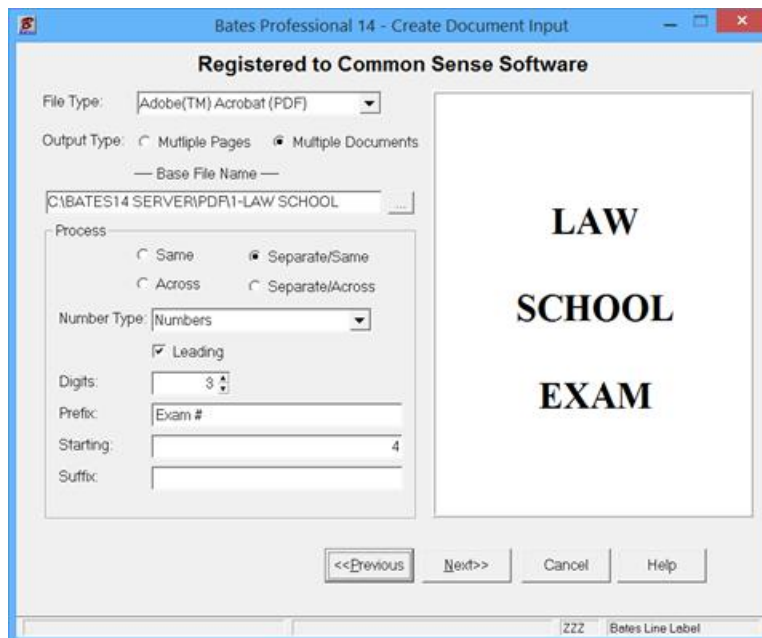 Bates Professional 14 - Create Document Input
Registered to Common Sense Software
File Type: Adobe(TM) Acrobat (PDF)
Output Type: Mutliple Pages Multiple Documents
— Base File Name —
C:\BATES14 SERVER\PDF\1-LAW SCHOOL ...
Process
Same Separate/Same
Across Separate/Across
Number Type: Numbers
Leading
Digits: 3
Prefix: Exam #
Starting: 4
Suffix:
LAW
SCHOOL
EXAM
<<Previous Next>> Cancel Help
ZZZ Bates Line Label